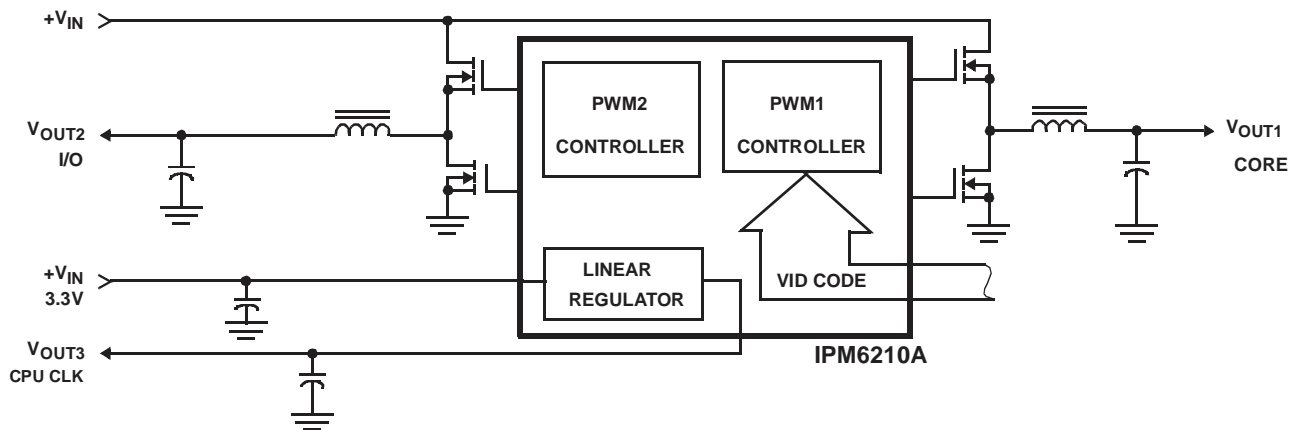 +VIN
PWM2
CONTROLLER
PWM1
CONTROLLER
VOUT2
I/O
VOUT1
CORE
+VIN
3.3V
LINEAR
REGULATOR
VID CODE
VOUT3
CPU CLK
IPM6210A